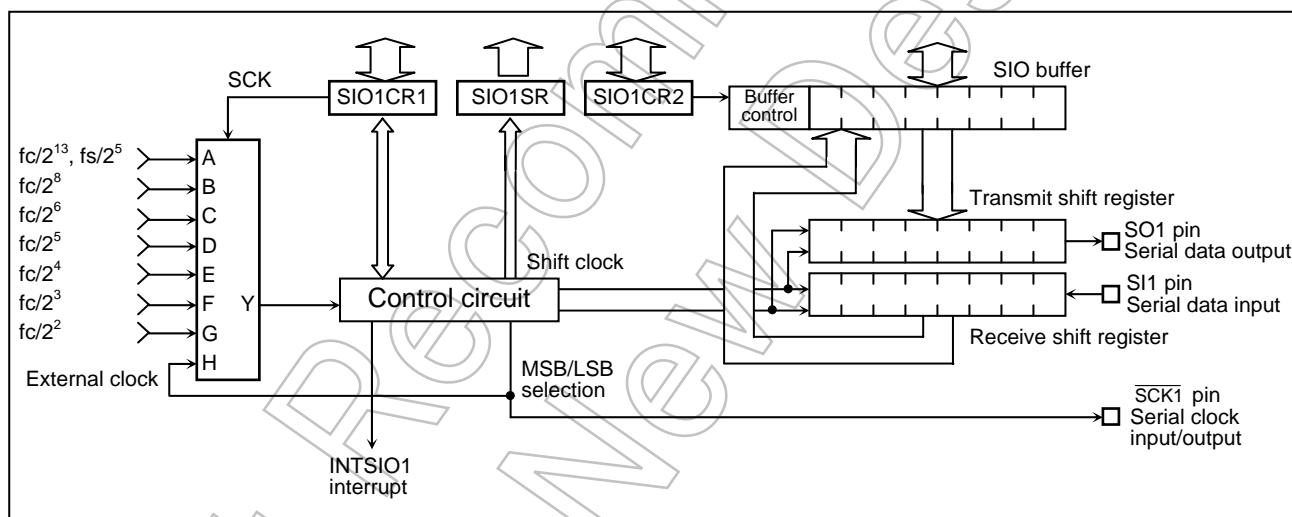 SCK
SIO1CR1
SIO1SR
SIO1CR2
Buffer
control
SIO buffer
fc/2^13, fs/2^5
fc/2^8
fc/2^6
fc/2^5
fc/2^4
fc/2^3
fc/2^2
A
B
C
D
E
F
G
H
Y
External clock
Control circuit
Shift clock
MSB/LSB
selection
INTSIO1
interrupt
Transmit shift register
SO1 pin
Serial data output
SI1 pin
Serial data input
Receive shift register
SCK1 pin
Serial clock
input/output